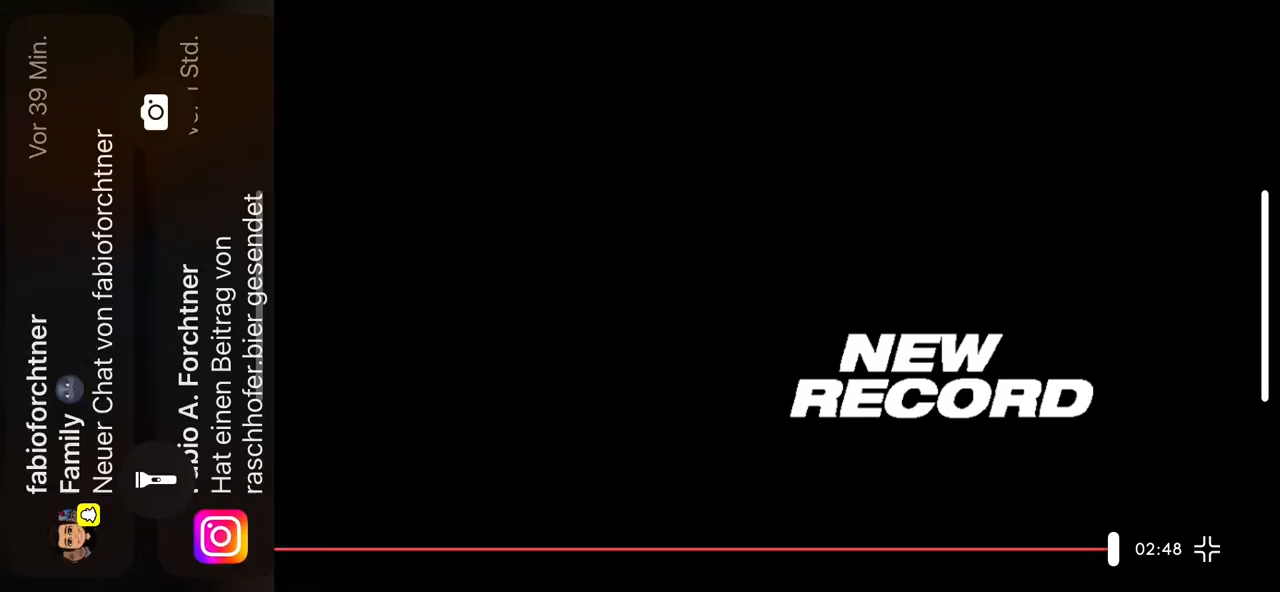 fabioforchtner
Vor 39 Min.
Family 🌚
Neuer Chat von fabioforchtner
Std.
A. Forchtner
Hat einen Beitrag von
raschhofer.bier gesendet.
NEW
RECORD
02:48